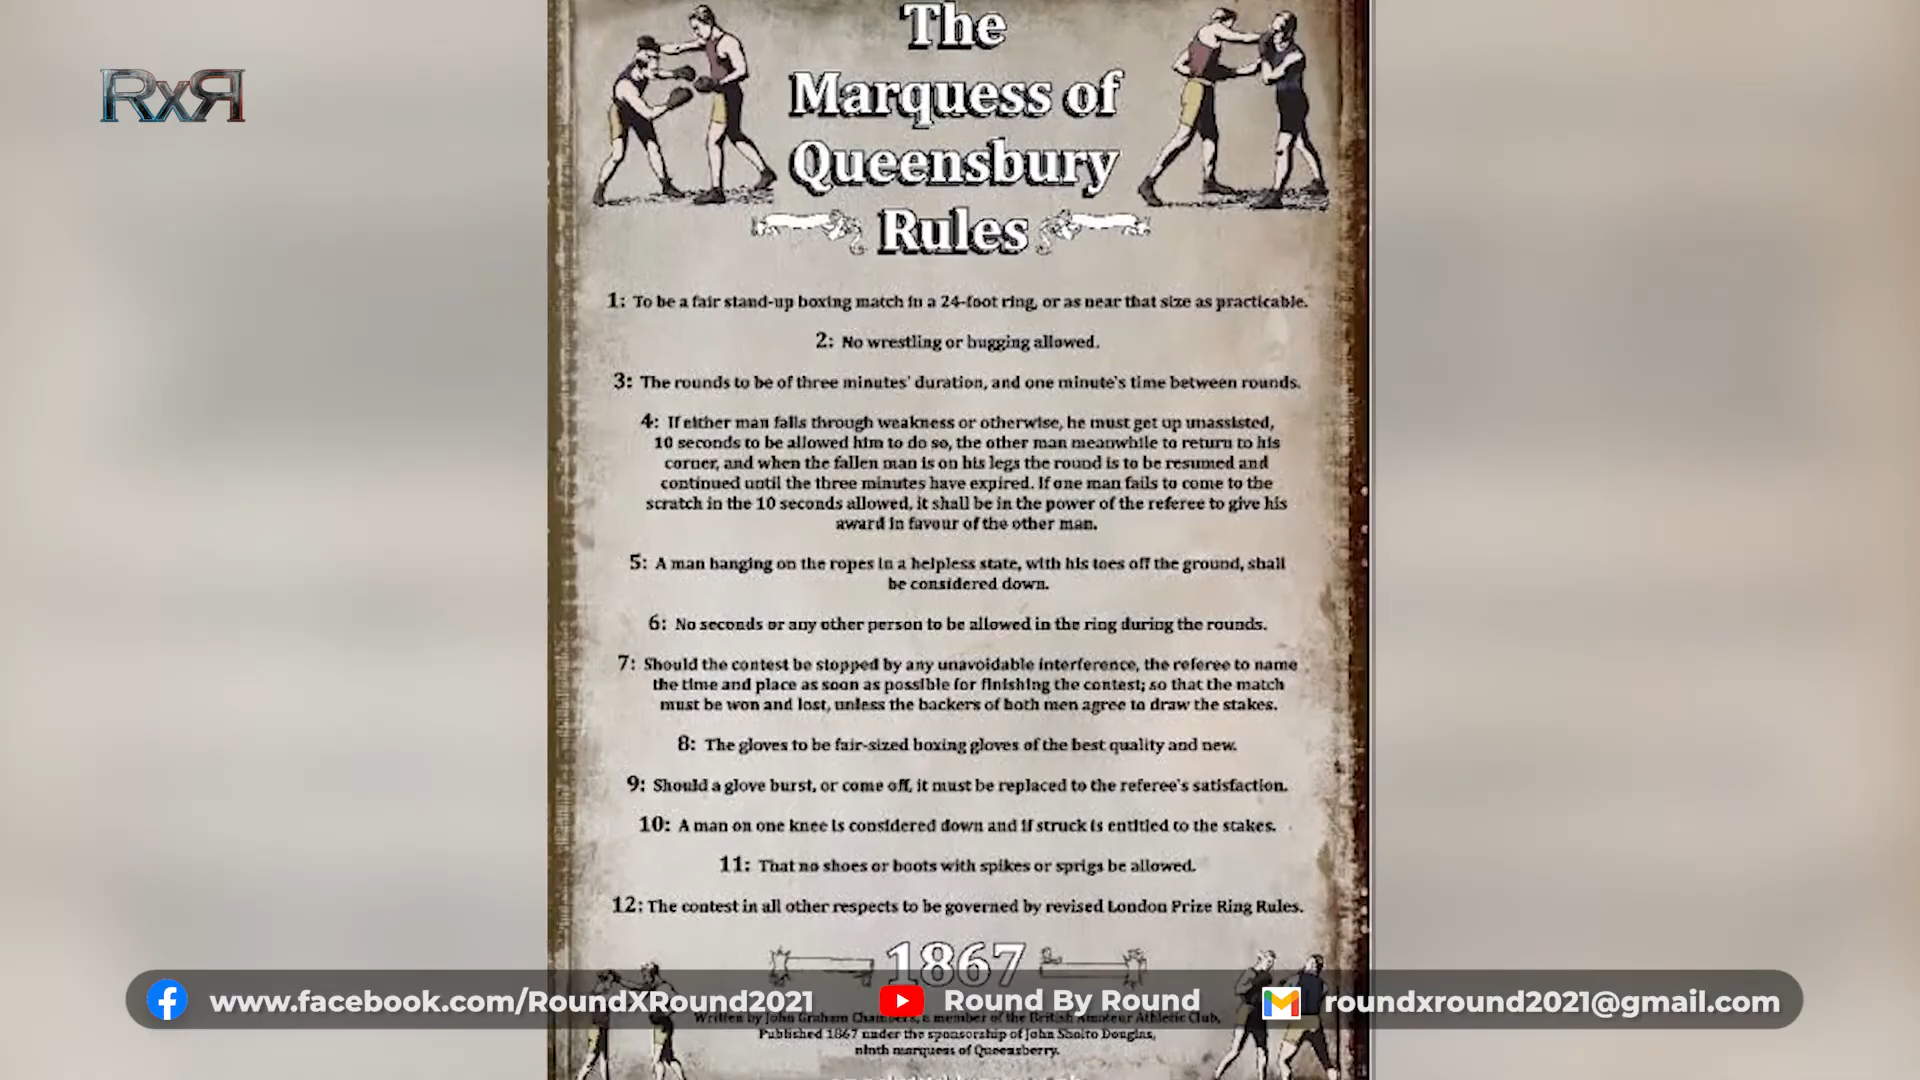 RxR
The
Marquess of
Queensbury
Rules
1: To be a fair stand-up boxing match in a 24-foot ring, or as near that size as practicable.
2: No wrestling or hugging allowed.
3: The rounds to be of three minutes' duration, and one minute's time between rounds.
4: If either man falls through weakness or otherwise, he must get up unassisted,
10 seconds to be allowed him to do so, the other man meanwhile to return to his
corner, and when the fallen man is on his legs the round is to be resumed and
continued until the three minutes have expired. If one man fails to come to the
scratch in the 10 seconds allowed, it shall be in the power of the referee to give his
award in favour of the other man.
5: A man hanging on the ropes in a helpless state, with his toes off the ground, shall
be considered down.
6: No seconds or any other person to be allowed in the ring during the rounds.
7: Should the contest be stopped by any unavoidable interference, the referee to name
the time and place as soon as possible for finishing the contest; so that the match
must be won and lost, unless the backers of both men agree to draw the stakes.
8: The gloves to be fair-sized boxing gloves of the best quality and new.
9: Should a glove burst, or come off, it must be replaced to the referee's satisfaction.
10: A man on one knee is considered down and if struck is entitled to the stakes.
11: That no shoes or boots with spikes or sprigs be allowed.
12: The contest in all other respects to be governed by revised London Prize Ring Rules.
1867
www.facebook.com/RoundXRound2021
Round By Round
roundxround2021@gmail.com
Written by John Graham Chambers, a member of the British Amateur Athletic Club,
Published 1867 under the sponsorship of John Sholto Douglas,
ninth marquess of Queensberry.